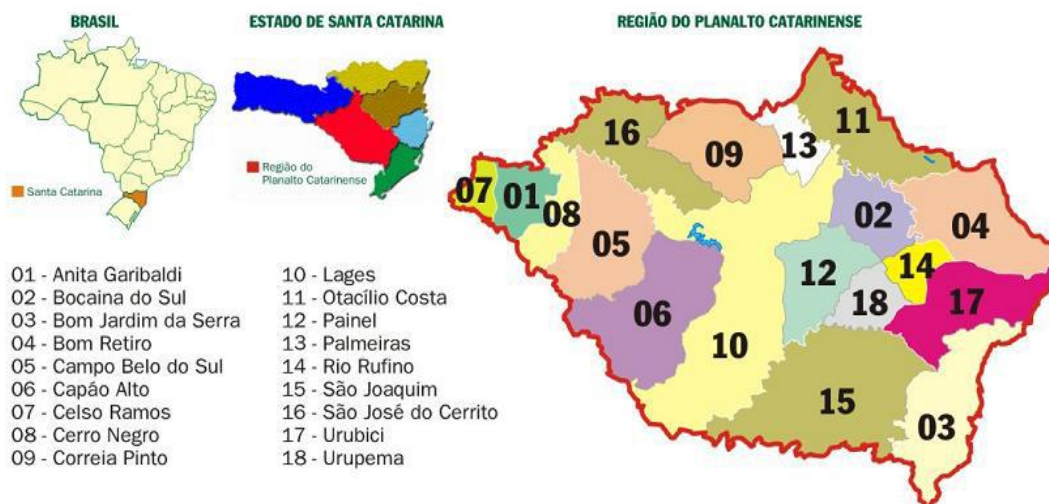 BRASIL
ESTADO DE SANTA CATARINA
REGIÃO DO PLANALTO CATARINENSE
Santa Catarina
Região do
Planalto Catarinense
01 - Anita Garibaldi
02 - Bocaina do Sul
03 - Bom Jardim da Serra
04 - Bom Retiro
05 - Campo Belo do Sul
06 - Capáo Alto
07 - Celso Ramos
08 - Cerro Negro
09 - Correia Pinto
10 - Lages
11 - Otacílio Costa
12 - Painel
13 - Palmeiras
14 - Rio Rufino
15 - São Joaquim
16 - São José do Cerrito
17 - Urubici
18 - Urupema
16
09
13
11
07
01
08
05
02
04
06
12
14
18
17
10
15
03